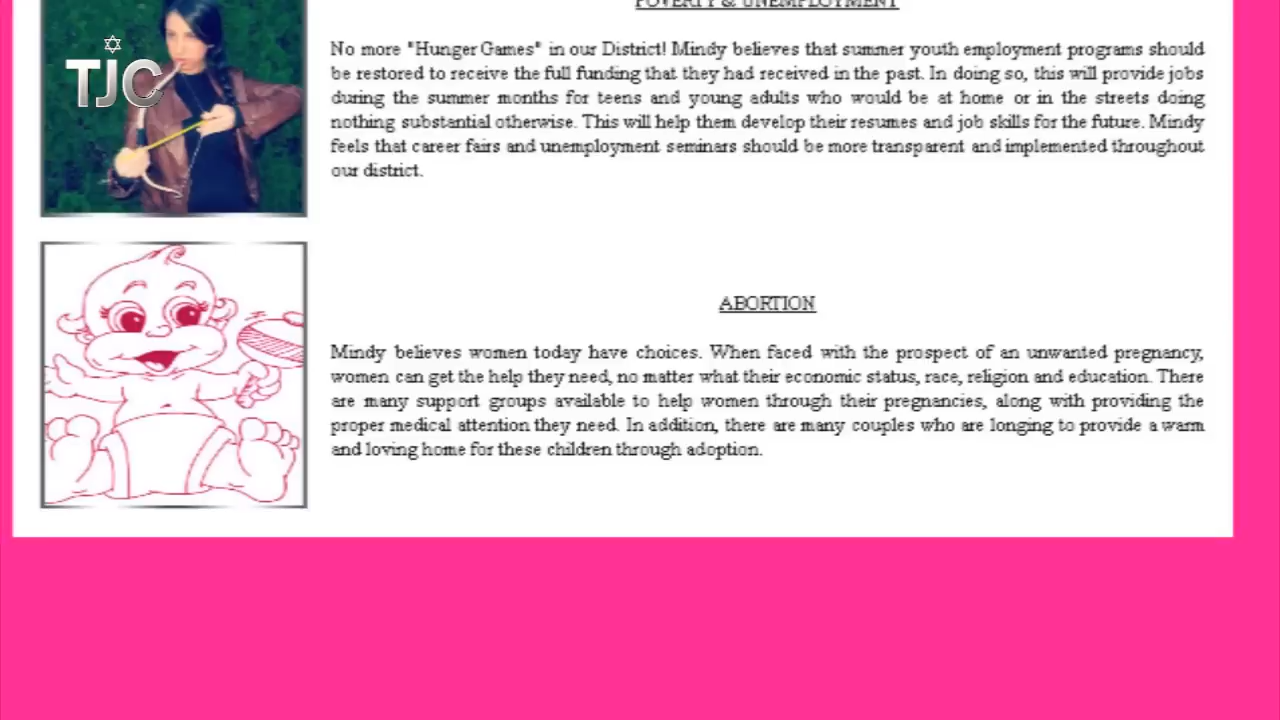 POVERTY & UNEMPLOYMENT
TJC
No more "Hunger Games" in our District! Mindy believes that summer youth employment programs should
be restored to receive the full funding that they had received in the past. In doing so, this will provide jobs
during the summer months for teens and young adults who would be at home or in the streets doing
nothing substantial otherwise. This will help them develop their resumes and job skills for the future. Mindy
feels that career fairs and unemployment seminars should be more transparent and implemented throughout
our district.
ABORTION
Mindy believes women today have choices. When faced with the prospect of an unwanted pregnancy,
women can get the help they need, no matter what their economic status, race, religion and education. There
are many support groups available to help women through their pregnancies, along with providing the
proper medical attention they need. In addition, there are many couples who are longing to provide a warm
and loving home for these children through adoption.